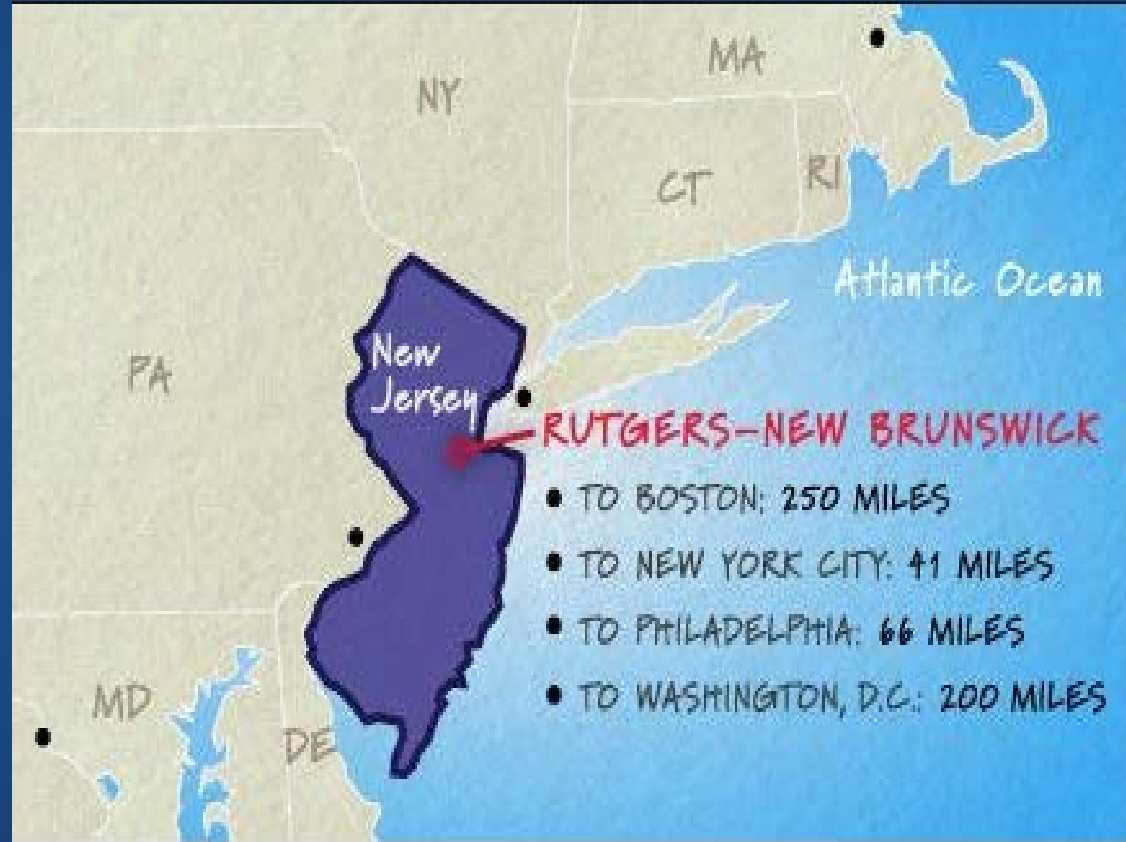 MA
NY
CT
RI
Atlantic Ocean
New
Jersey
PA
RUTGERS–NEW BRUNSWICK
• TO BOSTON: 250 MILES
• TO NEW YORK CITY: 41 MILES
• TO PHILADELPHIA: 66 MILES
• TO WASHINGTON, D.C.: 200 MILES
MD
DE